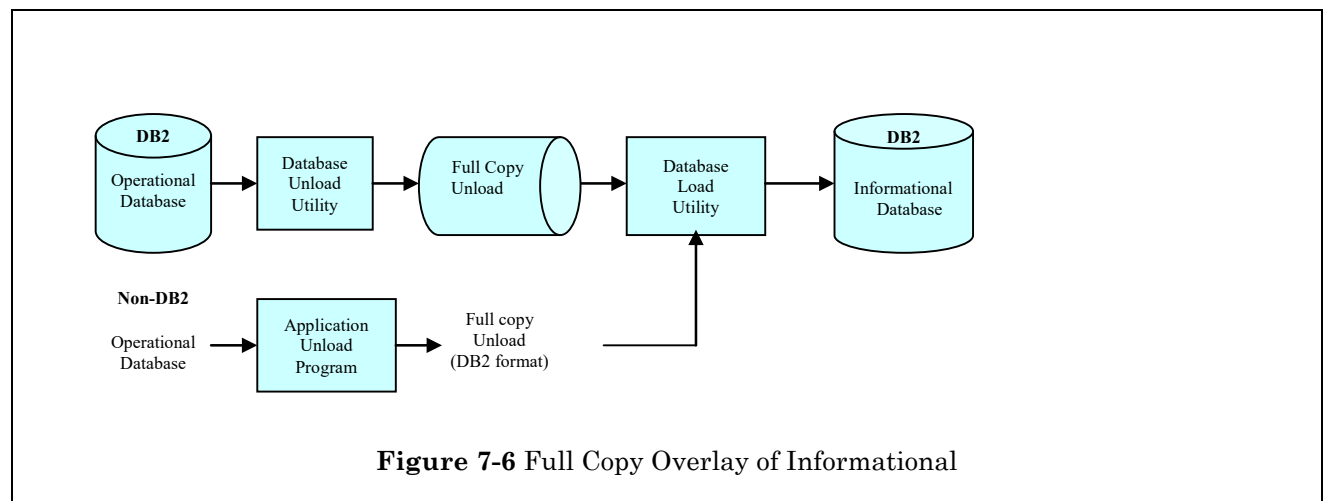 DB2
Operational
Database
Database
Unload
Utility
Full Copy
Unload
Database
Load
Utility
DB2
Informational
Database
Non-DB2
Operational
Database
Application
Unload
Program
Full copy
Unload
(DB2 format)
Figure 7-6 Full Copy Overlay of Informational